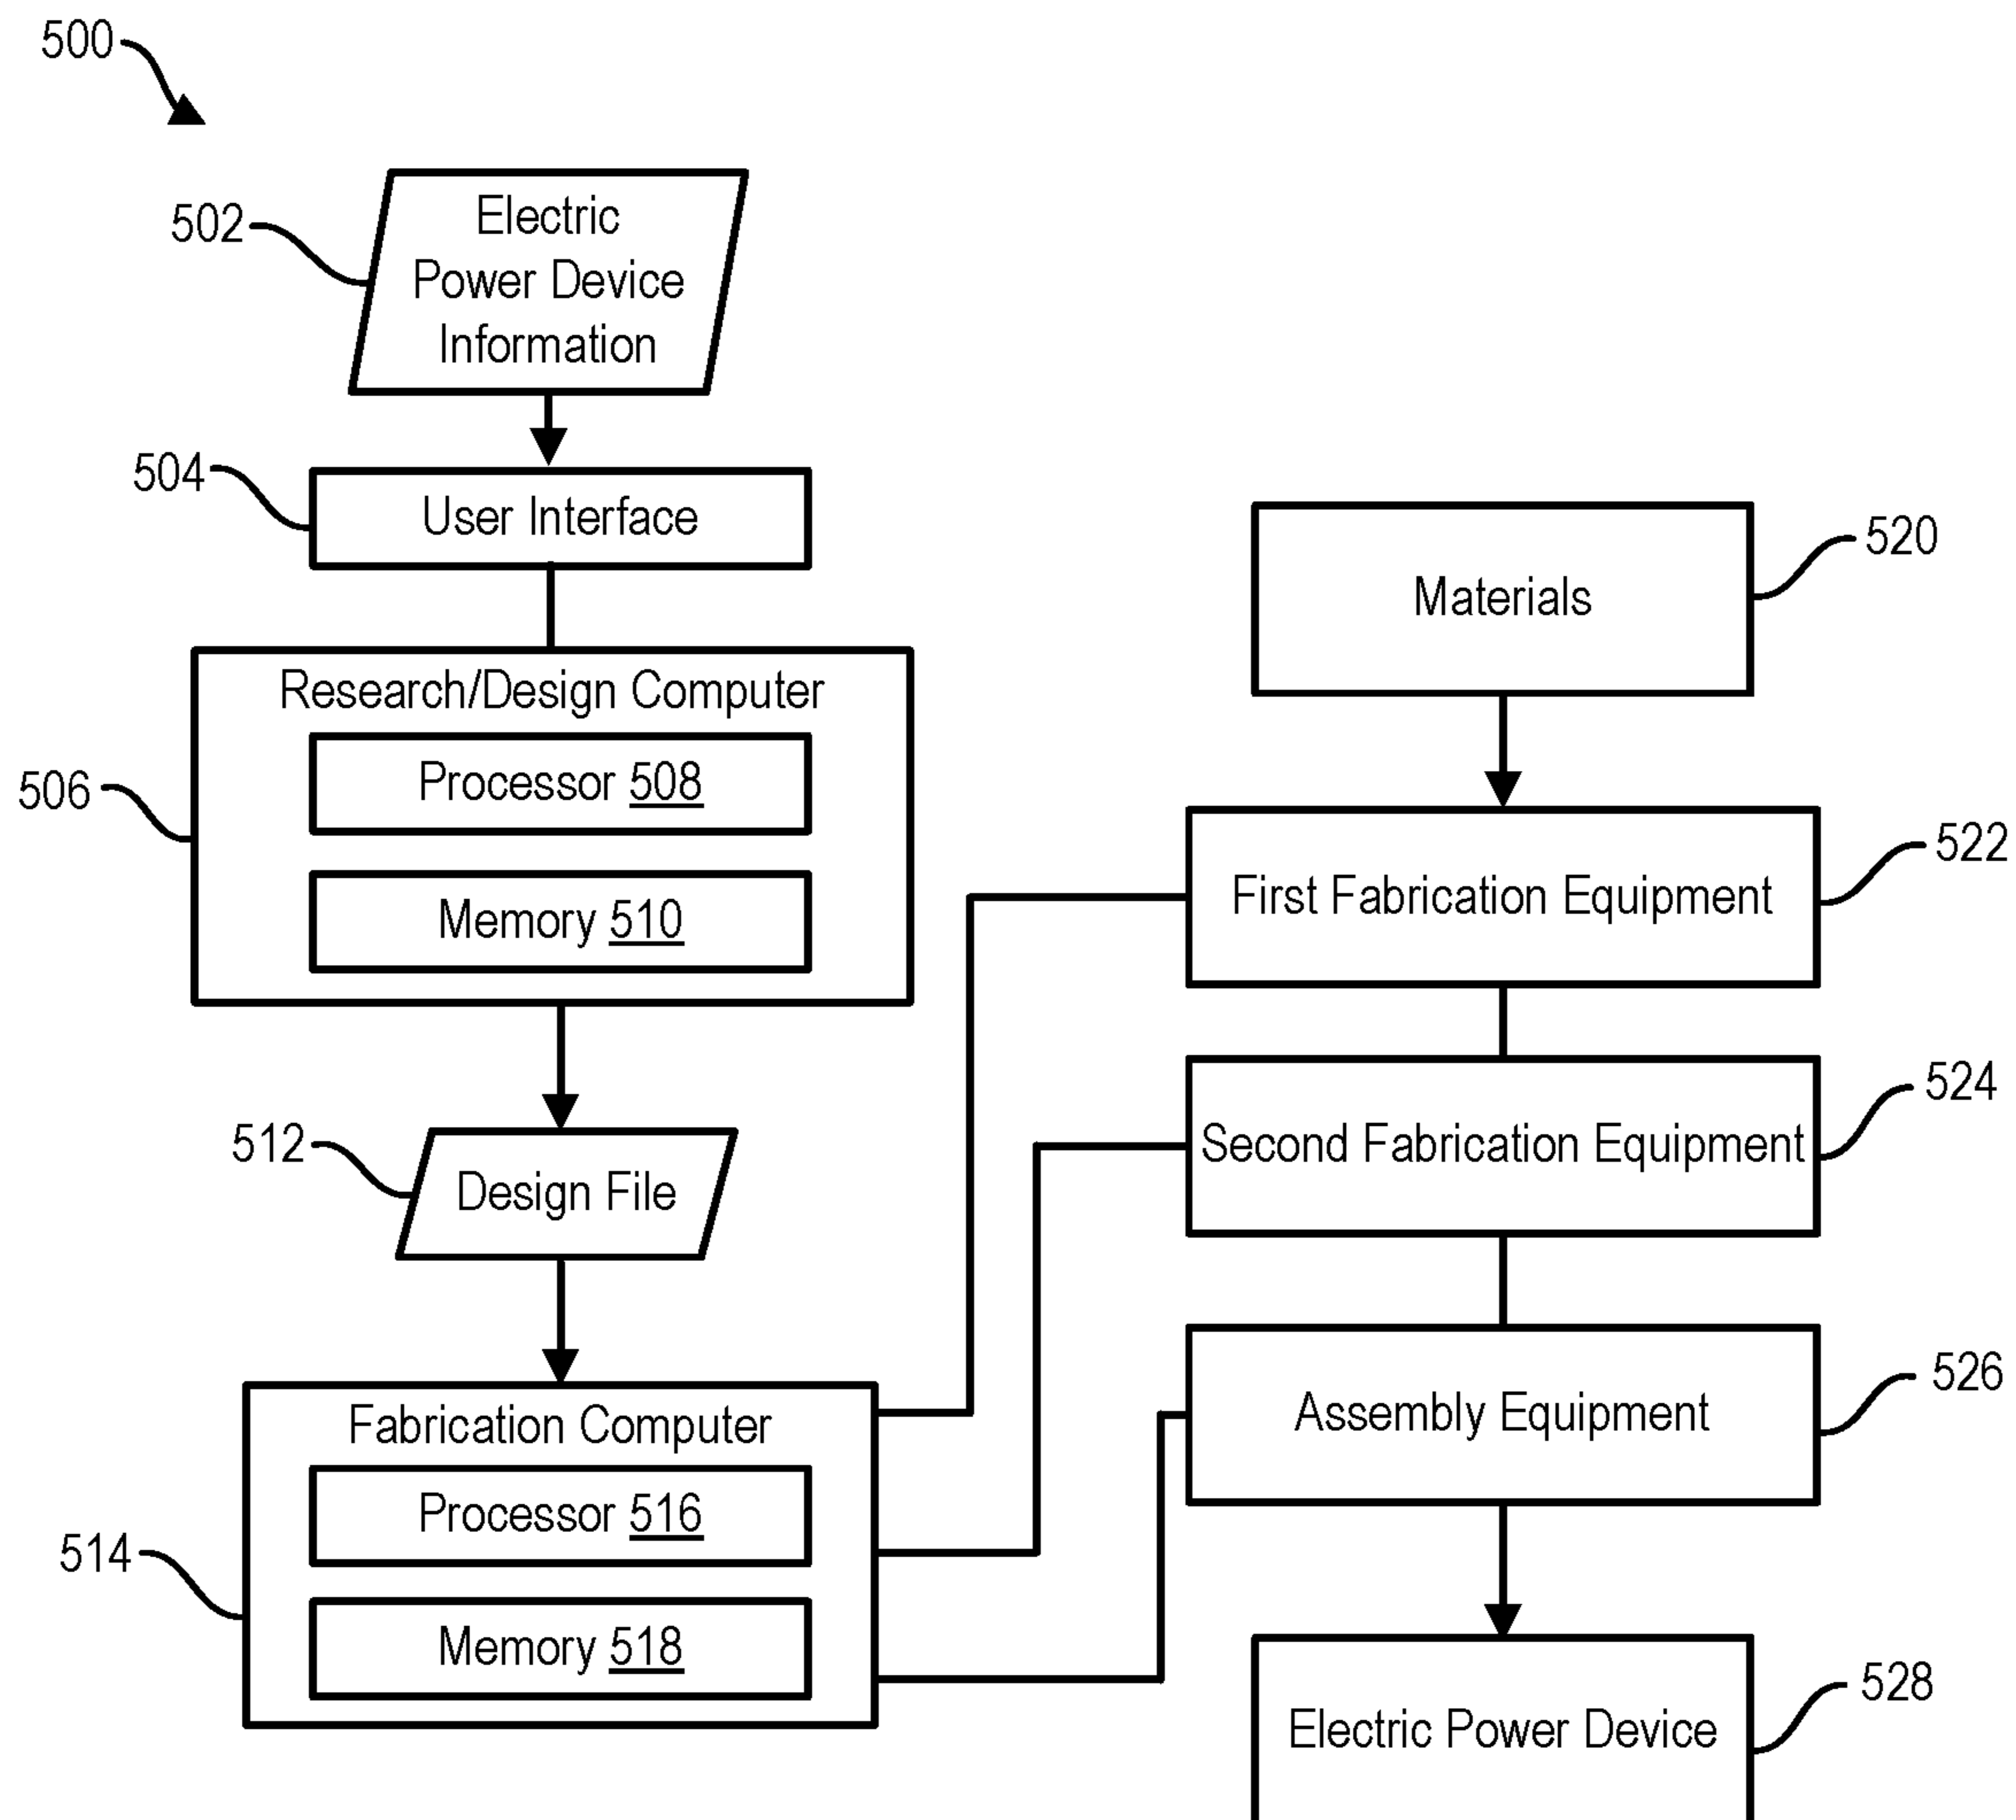 500
502
Electric
Power Device
Information
504
User Interface
506
Research/Design Computer
Processor 508
Memory 510
512
Design File
514
Fabrication Computer
Processor 516
Memory 518
Materials
520
First Fabrication Equipment
522
Second Fabrication Equipment
524
Assembly Equipment
526
Electric Power Device
528